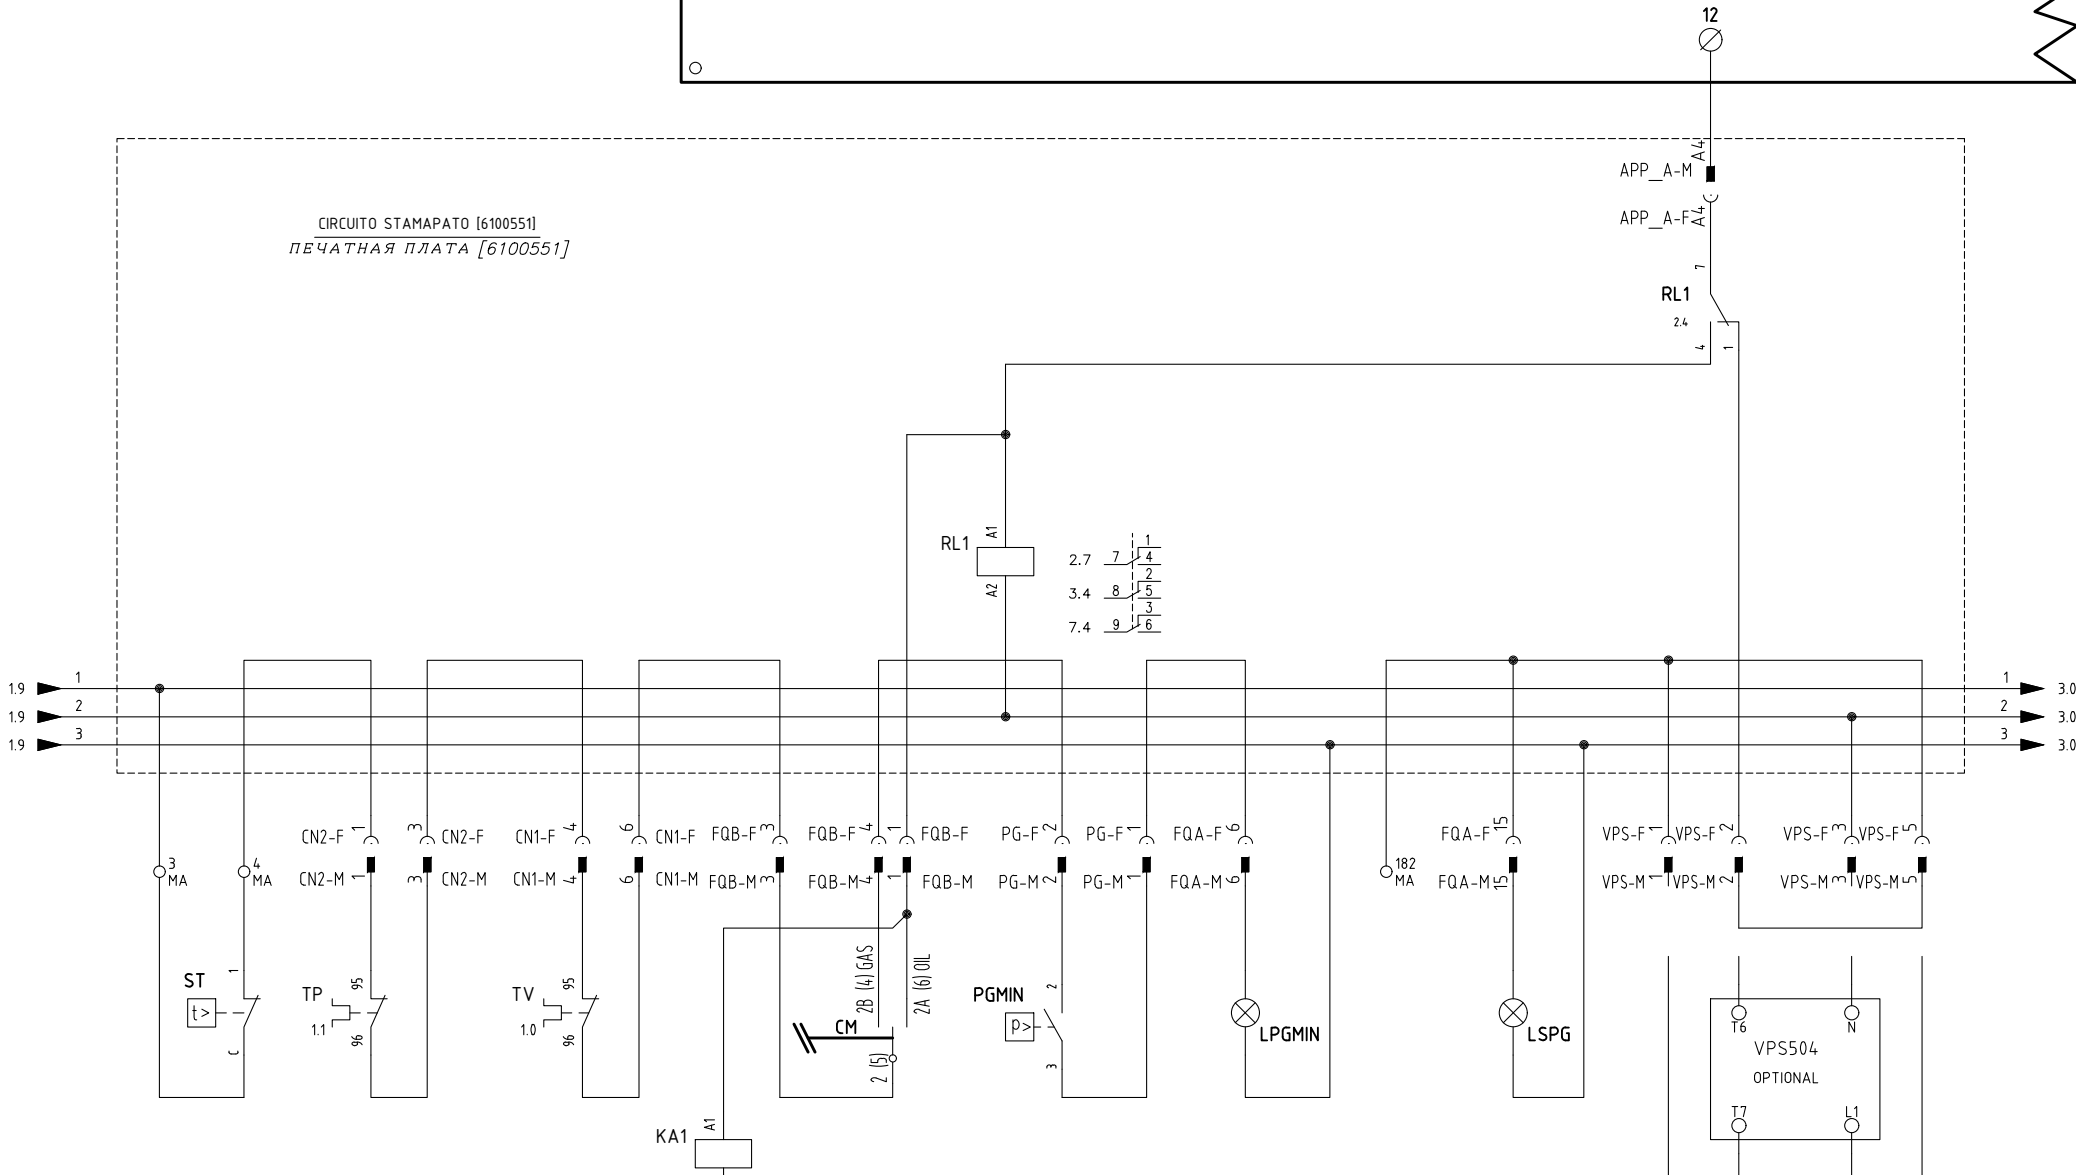 12
A4
APP_A-M
APP_A-F
A4
CIRCUITO STAMAPATO [6100551]
ПЕЧАТНАЯ ПЛАТА [6100551]
7
RL1
2.4
4 1
A1
RL1
A2
1
2.7 7 4
2
3.4 8 5
3
7.4 9 6
1.9 1 1 3.0
1.9 2 2 3.0
1.9 3 3 3.0
CN2-F 1 3 CN2-F CN1-F 4 6 CN1-F FQB-F 3 FQB-F 4 1 FQB-F PG-F 2 PG-F 1 FQA-F 6 FQA-F 15 VPS-F 1 VPS-F 2 VPS-F 3 VPS-F 5
3 MA 4 MA 182 MA
CN2-M 1 3 CN2-M CN1-M 4 6 CN1-M FQB-M 3 FQB-M 4 1 FQB-M PG-M 2 PG-M 1 FQA-M 6 FQA-M 15 VPS-M 1 VPS-M 2 VPS-M 3 VPS-M 5
ST 1
t>
C
TP 95
1.1 96
TV 95
1.0 96
2B (4) GAS
2A (6) OIL
CM
2 (5)
PGMIN 2
p>
3
LPGMIN
LSPG
T6 N
VPS504
OPTIONAL
T7 L1
A1
KA1